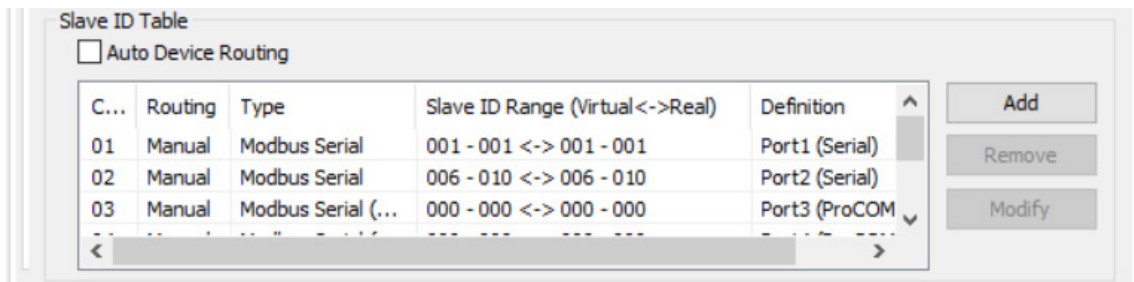 Slave ID Table
Auto Device Routing
C... Routing Type Slave ID Range (Virtual<->Real) Definition
01 Manual Modbus Serial 001 - 001 <-> 001 - 001 Port1 (Serial)
02 Manual Modbus Serial 006 - 010 <-> 006 - 010 Port2 (Serial)
03 Manual Modbus Serial (... 000 - 000 <-> 000 - 000 Port3 (ProCOM
Add
Remove
Modify